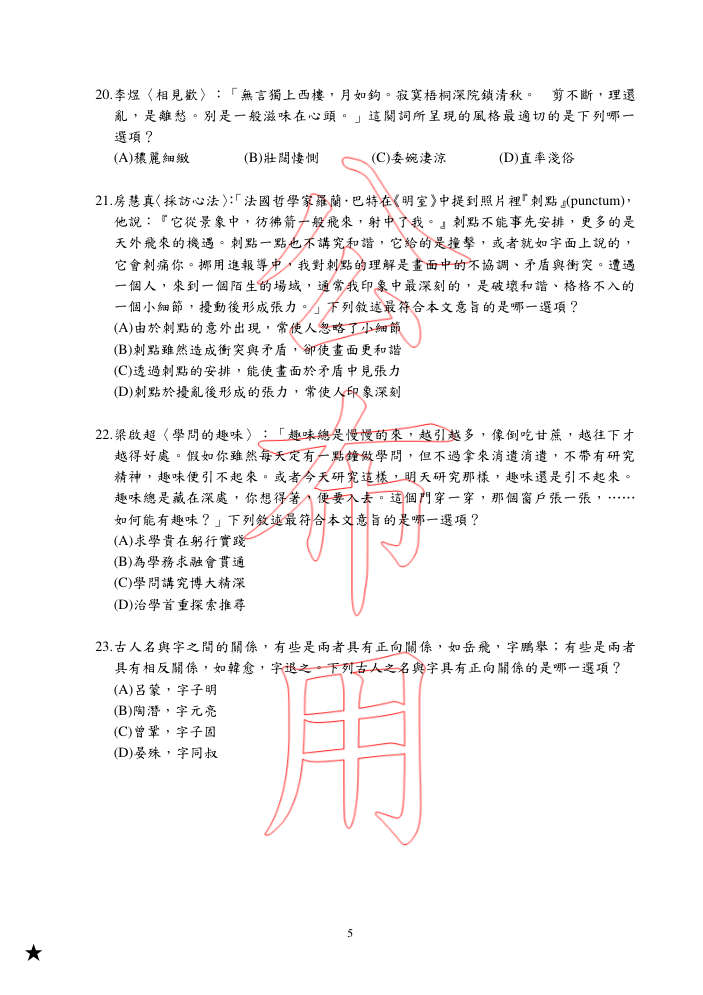 20.李煜〈相見歡〉：「無言獨上西樓，月如鉤。寂寞梧桐深院鎖清秋。　剪不斷，理還
亂，是離愁。別是一般滋味在心頭。」這闋詞所呈現的風格最適切的是下列哪一
選項？
(A)穠麗細緻 (B)壯闊悽惻 (C)委婉淒涼 (D)直率淺俗
21.房慧真〈採訪心法〉：「法國哲學家羅蘭‧巴特在《明室》中提到照片裡『刺點』(punctum)，
他說：『它從景象中，彷彿箭一般飛來，射中了我。』刺點不能事先安排，更多的是
天外飛來的機遇。刺點一點也不講究和諧，它給的是撞擊，或者就如字面上說的，
它會刺痛你。挪用進報導中，我對刺點的理解是畫面中的不協調、矛盾與衝突。遭遇
一個人，來到一個陌生的場域，通常我印象中最深刻的，是破壞和諧、格格不入的
一個小細節，擾動後形成張力。」下列敘述最符合本文意旨的是哪一選項？
(A)由於刺點的意外出現，常使人忽略了小細節
(B)刺點雖然造成衝突與矛盾，卻使畫面更和諧
(C)透過刺點的安排，能使畫面於矛盾中見張力
(D)刺點於擾亂後形成的張力，常使人印象深刻
22.梁啟超〈學問的趣味〉：「趣味總是慢慢的來，越引越多，像倒吃甘蔗，越往下才
越得好處。假如你雖然每天定有一點鐘做學問，但不過拿來消遣消遣，不帶有研究
精神，趣味便引不起來。或者今天研究這樣，明天研究那樣，趣味還是引不起來。
趣味總是藏在深處，你想得著，便要入去。這個門穿一穿，那個窗戶張一張，……
如何能有趣味？」下列敘述最符合本文意旨的是哪一選項？
(A)求學貴在躬行實踐
(B)為學務求融會貫通
(C)學問講究博大精深
(D)治學首重探索推尋
23.古人名與字之間的關係，有些是兩者具有正向關係，如岳飛，字鵬舉；有些是兩者
具有相反關係，如韓愈，字退之。下列古人之名與字具有正向關係的是哪一選項？
(A)呂蒙，字子明
(B)陶潛，字元亮
(C)曾鞏，字子固
(D)晏殊，字同叔
公布用
5
★